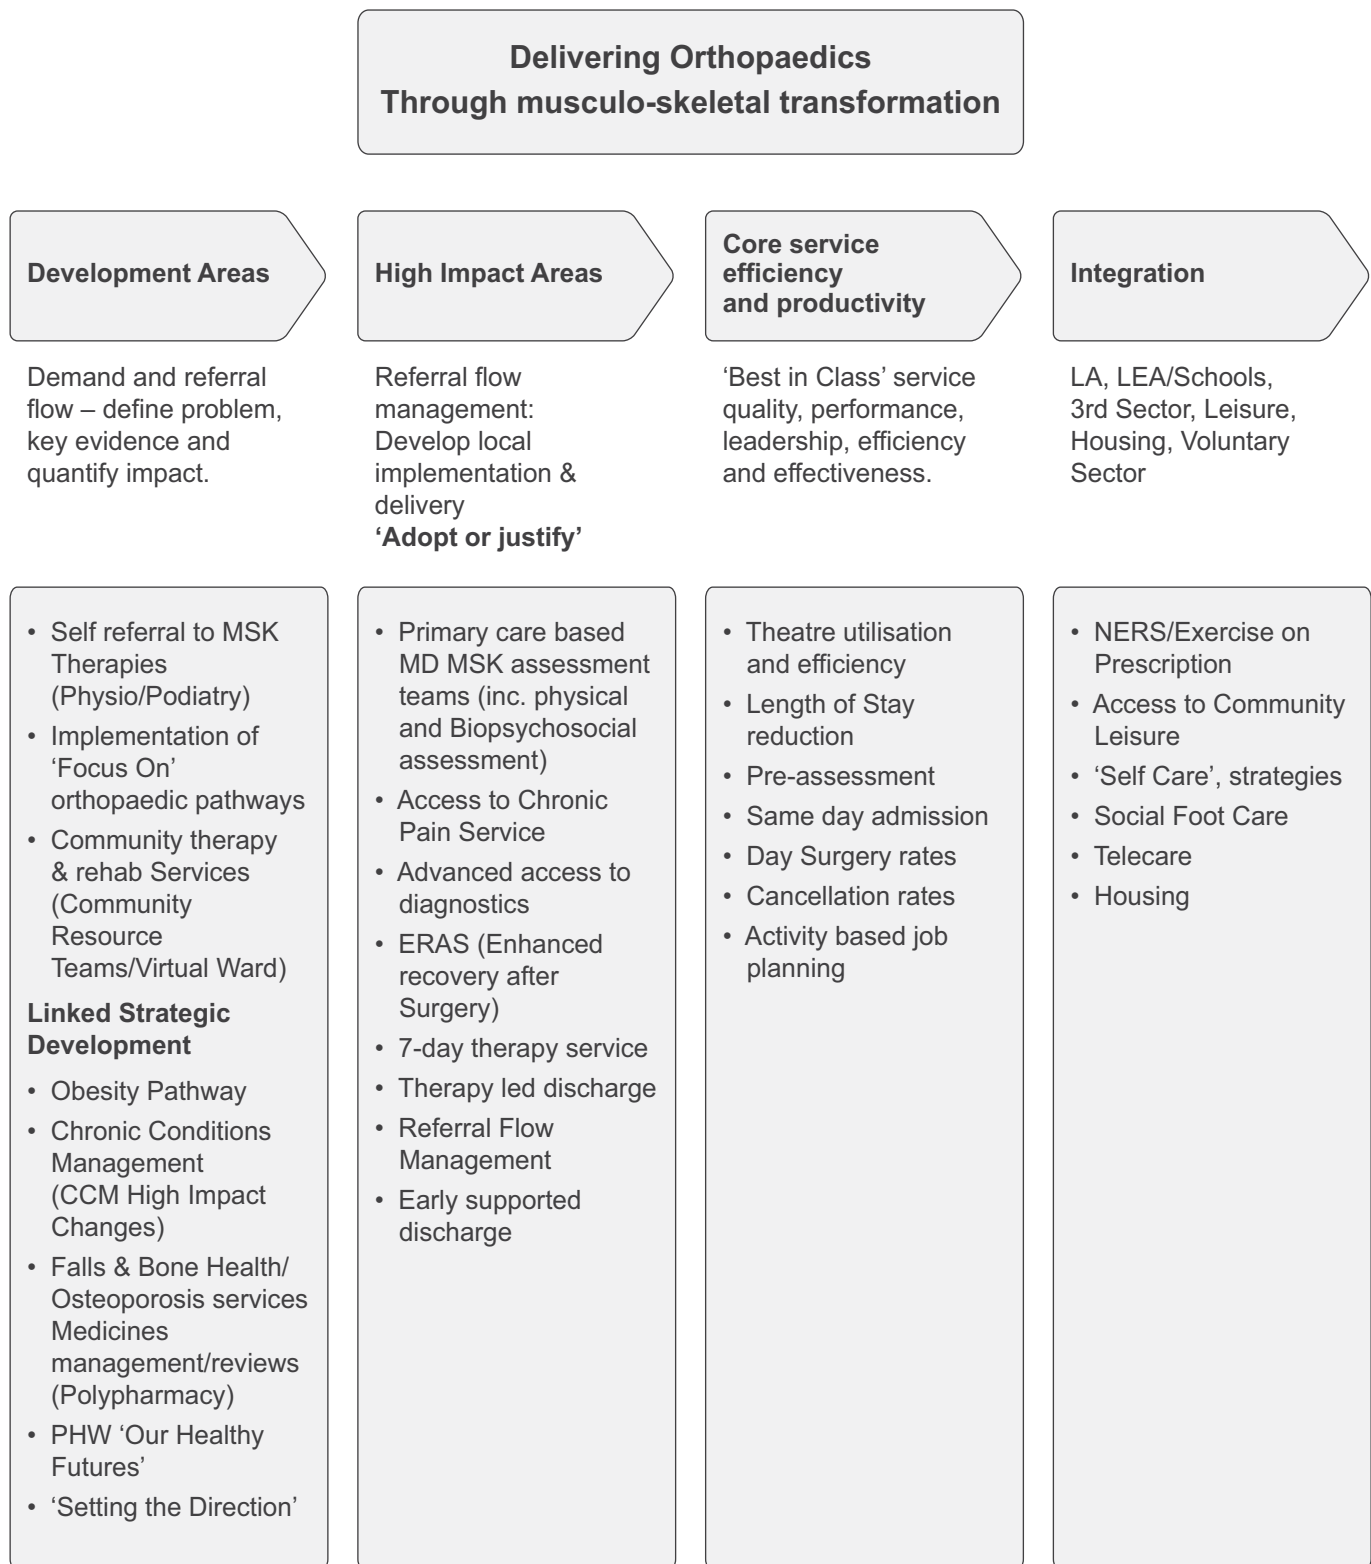 Delivering Orthopaedics
Through musculo-skeletal transformation
Development Areas
Demand and referral
flow – define problem,
key evidence and
quantify impact.
• Self referral to MSK
Therapies
(Physio/Podiatry)
• Implementation of
‘Focus On’
orthopaedic pathways
• Community therapy
& rehab Services
(Community
Resource
Teams/Virtual Ward)
Linked Strategic
Development
• Obesity Pathway
• Chronic Conditions
Management
(CCM High Impact
Changes)
• Falls & Bone Health/
Osteoporosis services
Medicines
management/reviews
(Polypharmacy)
• PHW ‘Our Healthy
Futures’
• ‘Setting the Direction’
High Impact Areas
Referral flow
management:
Develop local
implementation &
delivery
‘Adopt or justify’
• Primary care based
MD MSK assessment
teams (inc. physical
and Biopsychosocial
assessment)
• Access to Chronic
Pain Service
• Advanced access to
diagnostics
• ERAS (Enhanced
recovery after
Surgery)
• 7-day therapy service
• Therapy led discharge
• Referral Flow
Management
• Early supported
discharge
Core service
efficiency
and productivity
‘Best in Class’ service
quality, performance,
leadership, efficiency
and effectiveness.
• Theatre utilisation
and efficiency
• Length of Stay
reduction
• Pre-assessment
• Same day admission
• Day Surgery rates
• Cancellation rates
• Activity based job
planning
Integration
LA, LEA/Schools,
3rd Sector, Leisure,
Housing, Voluntary
Sector
• NERS/Exercise on
Prescription
• Access to Community
Leisure
• ‘Self Care’, strategies
• Social Foot Care
• Telecare
• Housing